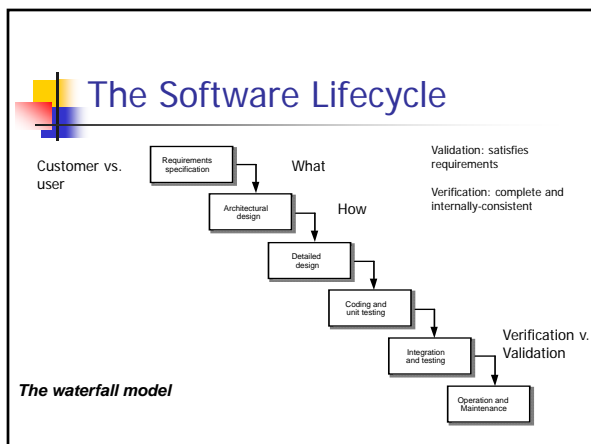 The Software Lifecycle
Customer vs.
user
Requirements
specification
What
Validation: satisfies
requirements
Verification: complete and
internally-consistent
Architectural
design
How
Detailed
design
Coding and
unit testing
Integration
and testing
Verification v.
Validation
The waterfall model
Operation and
Maintenance